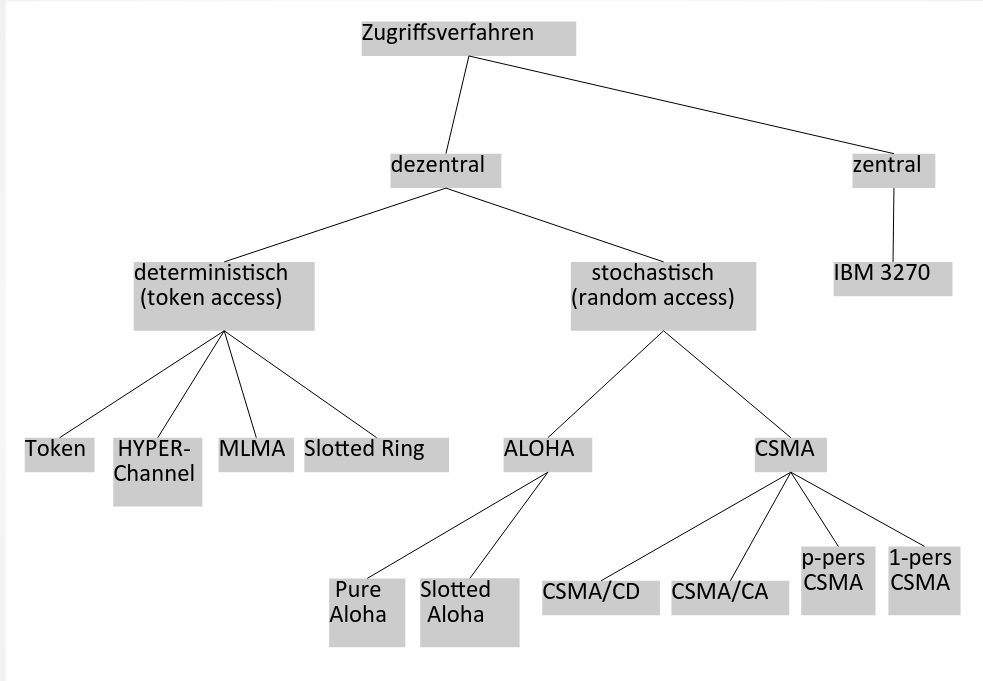 Zugriffsverfahren
dezentral
zentral
deterministisch
(token access)
stochastisch
(random access)
IBM 3270
Token
HYPER-
Channel
MLMA
Slotted Ring
ALOHA
CSMA
Pure
Aloha
Slotted
Aloha
CSMA/CD
CSMA/CA
p-pers
CSMA
1-pers
CSMA